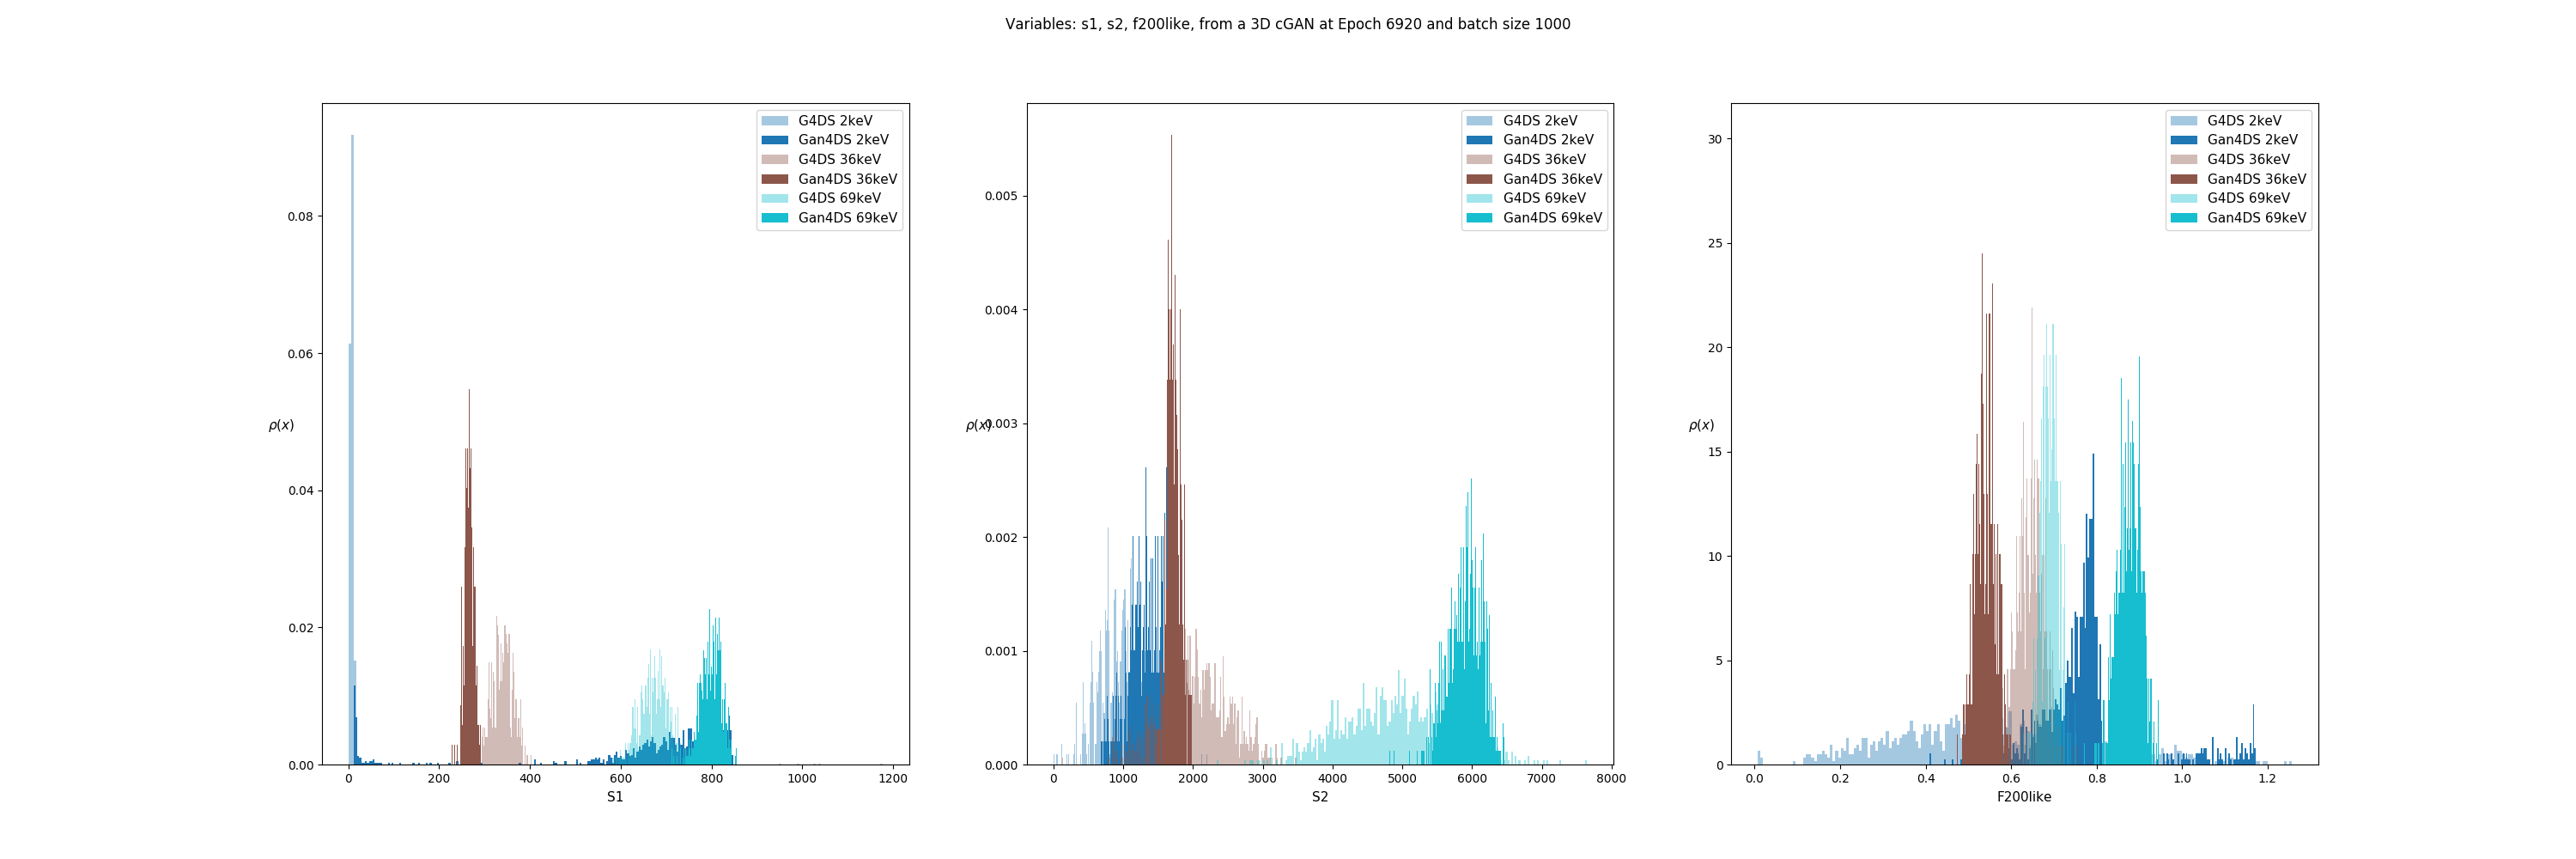 Variables: s1, s2, f200like, from a 3D cGAN at Epoch 6920 and batch size 1000
G4DS 2keV
Gan4DS 2keV
G4DS 36keV
Gan4DS 36keV
G4DS 69keV
Gan4DS 69keV
0.08
0.06
ρ(x)
0.04
0.02
0.00
0 200 400 600 800 1000 1200
S1
G4DS 2keV
Gan4DS 2keV
G4DS 36keV
Gan4DS 36keV
G4DS 69keV
Gan4DS 69keV
0.005
0.004
ρ(x)
0.003
0.002
0.001
0.000
0 1000 2000 3000 4000 5000 6000 7000 8000
S2
G4DS 2keV
Gan4DS 2keV
G4DS 36keV
Gan4DS 36keV
G4DS 69keV
Gan4DS 69keV
30
25
20
ρ(x)
15
10
5
0
0.0 0.2 0.4 0.6 0.8 1.0 1.2
F200like